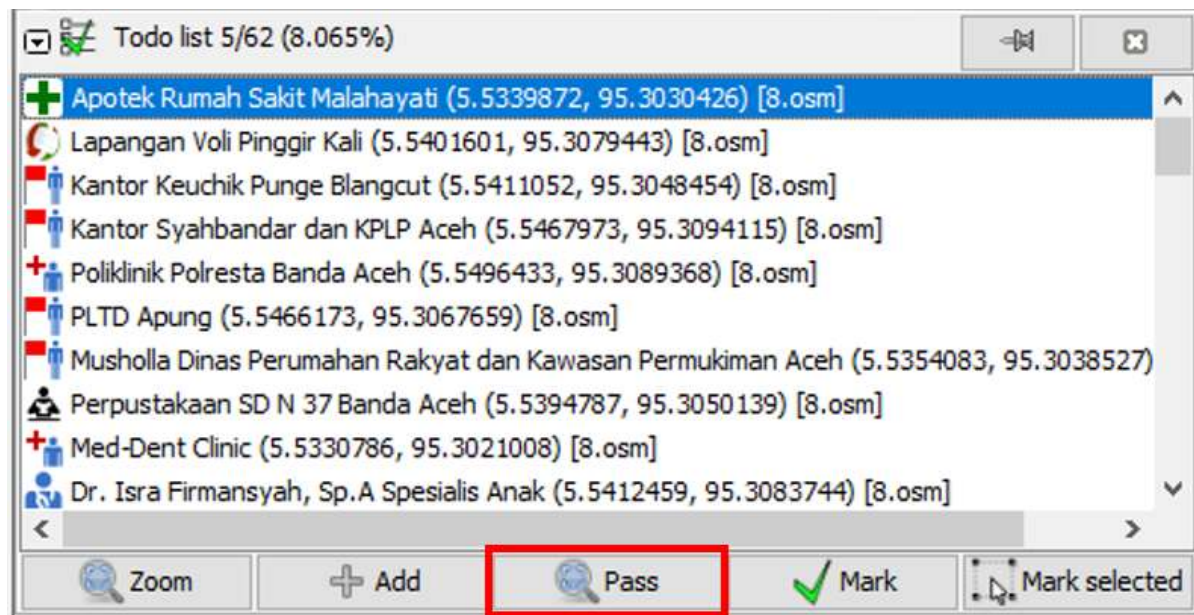 Todo list 5/62 (8.065%)
Apotek Rumah Sakit Malahayati (5.5339872, 95.3030426) [8.osm]
Lapangan Voli Pinggir Kali (5.5401601, 95.3079443) [8.osm]
Kantor Keuchik Punge Blangcut (5.5411052, 95.3048454) [8.osm]
Kantor Syahbandar dan KPLP Aceh (5.5467973, 95.3094115) [8.osm]
Poliklinik Polresta Banda Aceh (5.5496433, 95.3089368) [8.osm]
PLTD Apung (5.5466173, 95.3067659) [8.osm]
Musholla Dinas Perumahan Rakyat dan Kawasan Permukiman Aceh (5.5354083, 95.3038527)
Perpustakaan SD N 37 Banda Aceh (5.5394787, 95.3050139) [8.osm]
Med-Dent Clinic (5.5330786, 95.3021008) [8.osm]
Dr. Isra Firmansyah, Sp.A Spesialis Anak (5.5412459, 95.3083744) [8.osm]
Zoom Add Pass Mark Mark selected